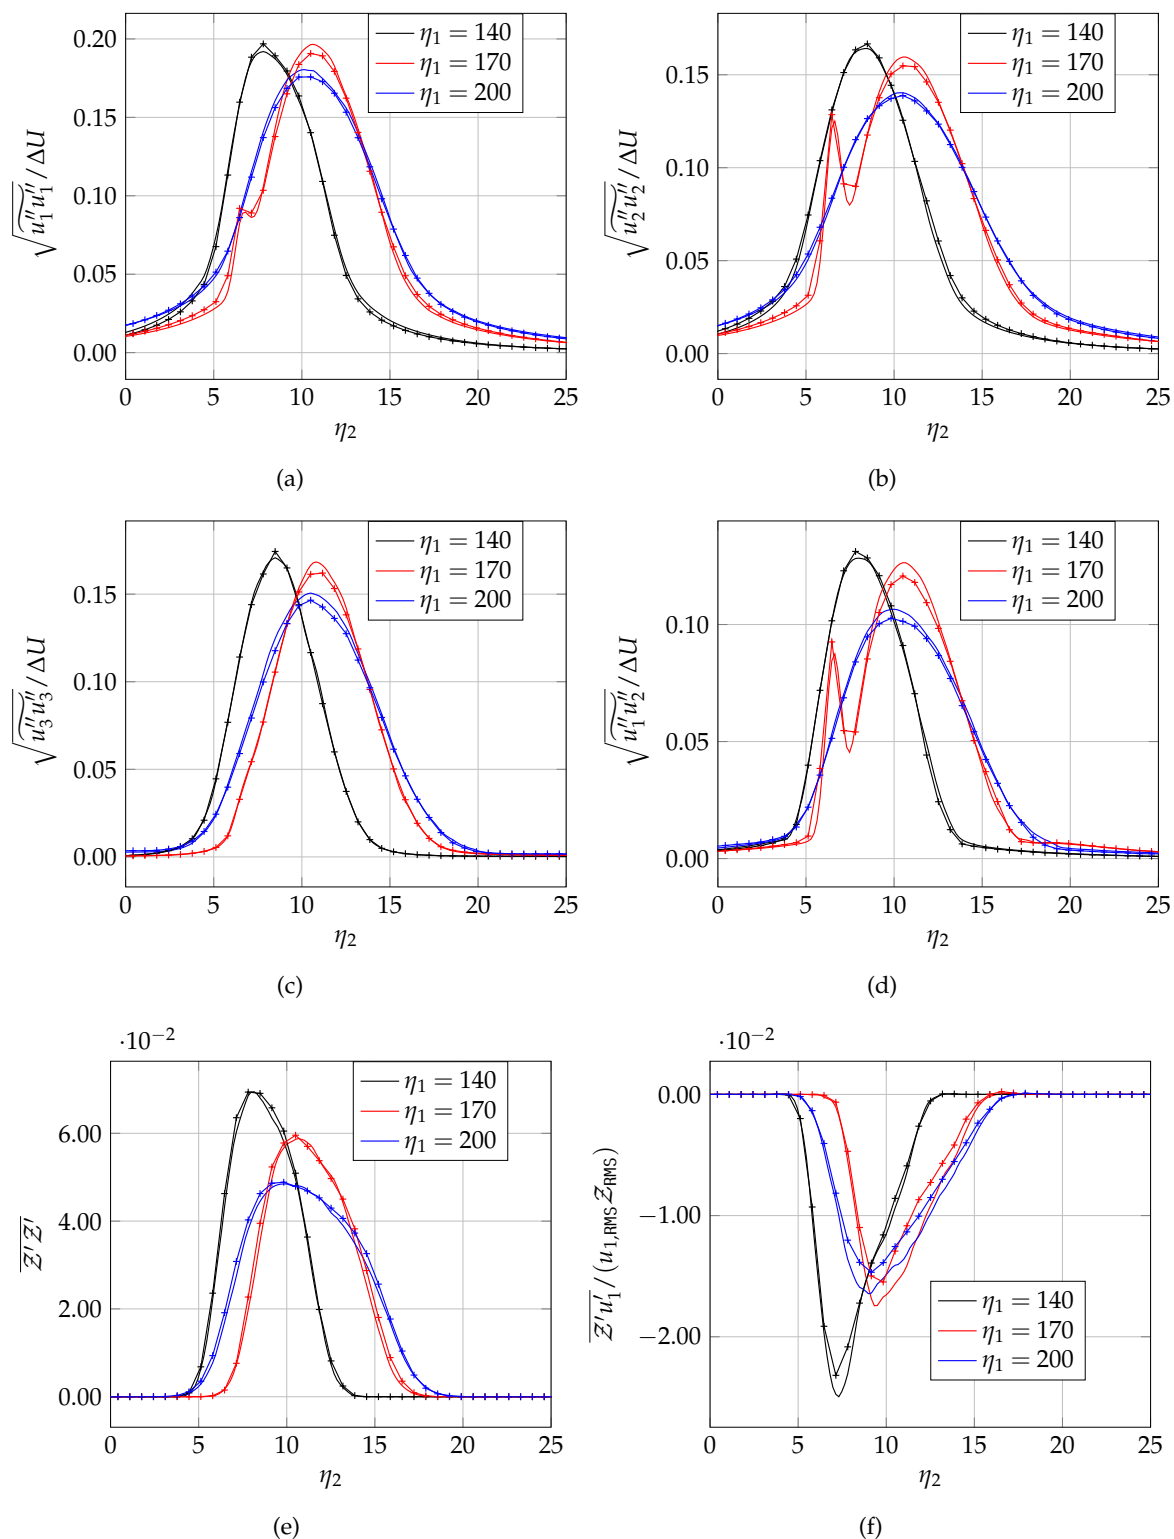 0.20
0.15
0.10
0.05
0.00
0 5 10 15 20 25
η₂
√(ũ″₁u″₁) / ΔU
η₁ = 140
η₁ = 170
η₁ = 200
(a)
0.15
0.10
0.05
0.00
0 5 10 15 20 25
η₂
√(ũ″₂u″₂) / ΔU
η₁ = 140
η₁ = 170
η₁ = 200
(b)
0.15
0.10
0.05
0.00
0 5 10 15 20 25
η₂
√(ũ″₃u″₃) / ΔU
η₁ = 140
η₁ = 170
η₁ = 200
(c)
0.10
0.05
0.00
0 5 10 15 20 25
η₂
√(ũ″₁u″₂) / ΔU
η₁ = 140
η₁ = 170
η₁ = 200
(d)
·10⁻²
6.00
4.00
2.00
0.00
0 5 10 15 20 25
η₂
Z′Z′
η₁ = 140
η₁ = 170
η₁ = 200
(e)
·10⁻²
0.00
−1.00
−2.00
0 5 10 15 20 25
η₂
Z′u′₁ / (u₁,RMS ZRMS)
η₁ = 140
η₁ = 170
η₁ = 200
(f)